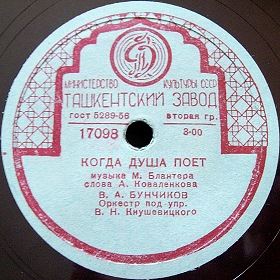 МИНИСТЕРСТВО КУЛЬТУРЫ СССР
ТАШКЕНТСКИЙ ЗАВОД
гост 5289-56 вторая гр.
17098 3-00
КОГДА ДУША ПОЕТ
музыка М. Блантера
слова А. Коваленкова
В. А. БУНЧИКОВ
Оркестр под упр.
В. Н. Кнушевицкого